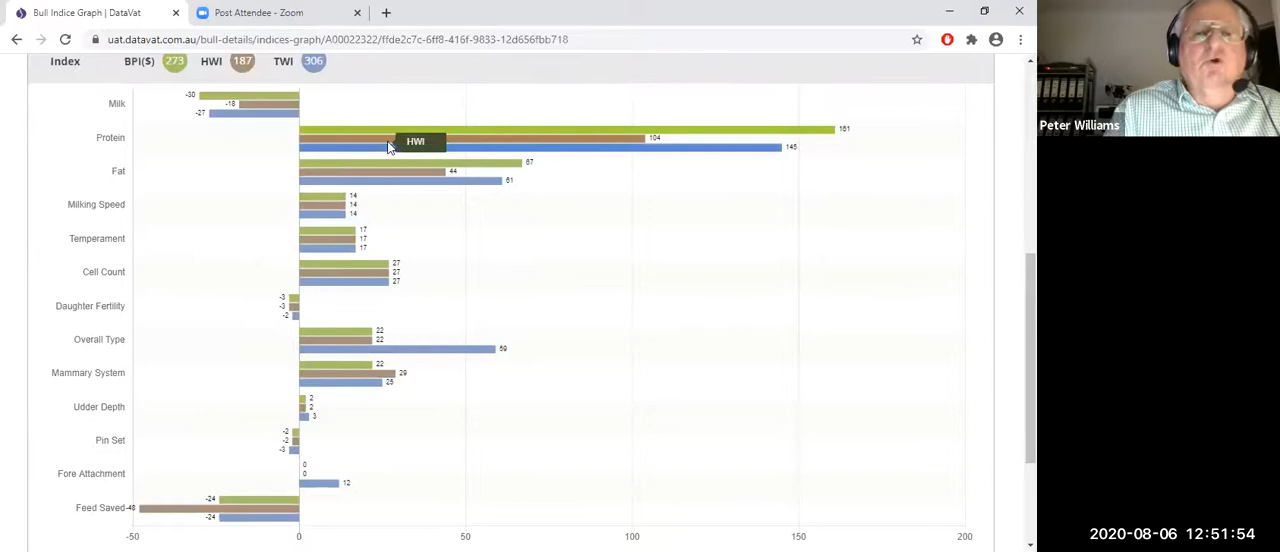 Bull Indice Graph | DataVat
Post Attendee - Zoom
uat.datavat.com.au/bull-details/indices-graph/A00022322/ffde2c7c-6ff8-416f-9833-12d656fbb718
Index BPI($) 273 HWI 187 TWI 306
Milk -30 -18 -27
Protein 161 104 145
HWI
Fat 67 44 61
Milking Speed 14 14 14
Temperament 17 17 17
Cell Count 27 27 27
Daughter Fertility -3 -3 -2
Overall Type 22 22 59
Mammary System 22 29 25
Udder Depth 2 2 3
Pin Set -2 -2 -3
Fore Attachment 0 0 12
Feed Saved -24 -48 -24
-50 0 50 100 150 200
Peter Williams
2020-08-06 12:51:54